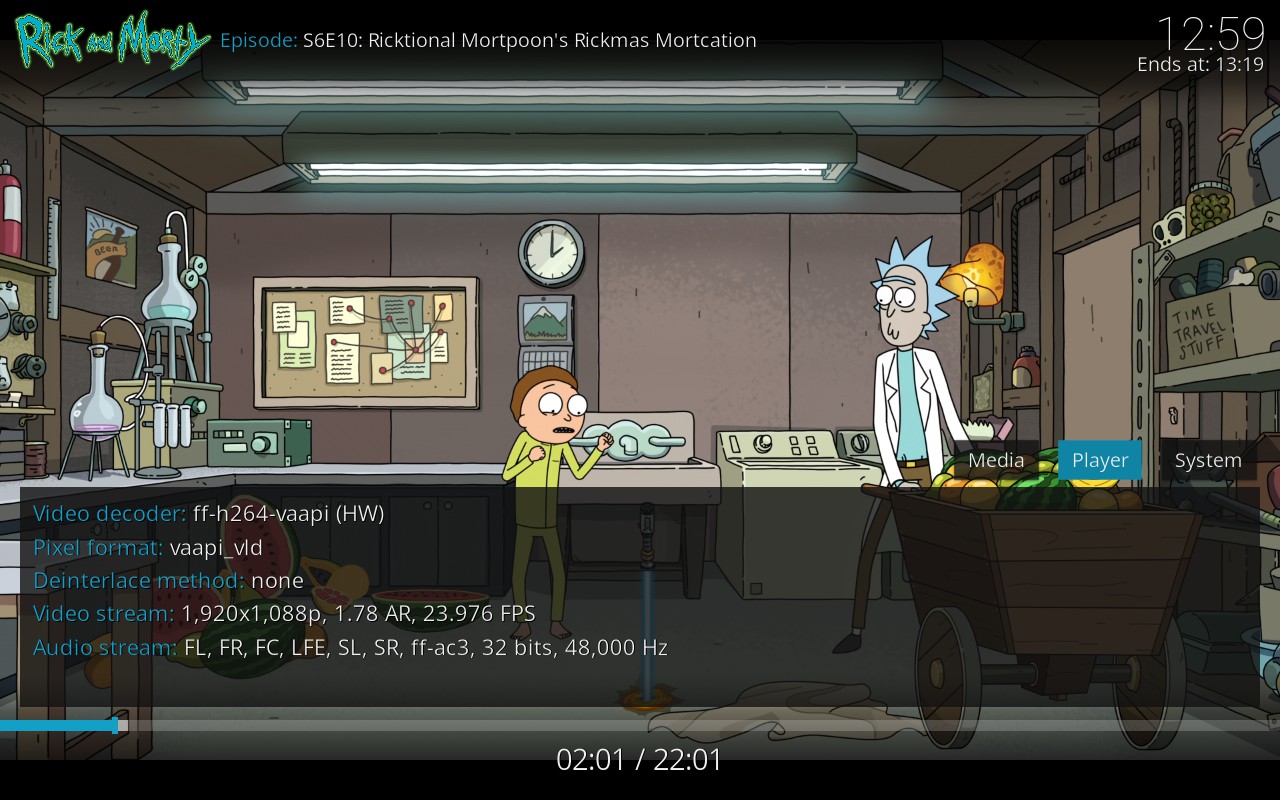 Rick and Morty
Episode: S6E10: Ricktional Mortpoon's Rickmas Mortcation
12:59
Ends at: 13:19
BEER
TIME
TRAVEL
STUFF
Media
Player
System
Video decoder: ff-h264-vaapi (HW)
Pixel format: vaapi_vld
Deinterlace method: none
Video stream: 1,920x1,088p, 1.78 AR, 23.976 FPS
Audio stream: FL, FR, FC, LFE, SL, SR, ff-ac3, 32 bits, 48,000 Hz
02:01 / 22:01